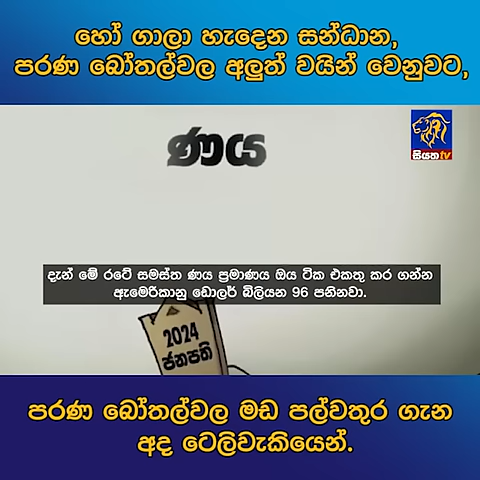 හෝ ගාලා හැදෙන සන්ධාන,
පරණ බෝතල්වල අලුත් වයින් වෙනුවට,
ණය
සියත tv
දැන් මේ රටේ සමස්ත ණය ප්‍රමාණය ඔය ටික එකතු කර ගන්න
ඇමෙරිකානු ඩොලර් බිලියන 96 පනිනවා.
2024
ජනපති
පරණ බෝතල්වල මඩ පල්වතුර ගැන
අද ටෙලිවැකියෙන්.